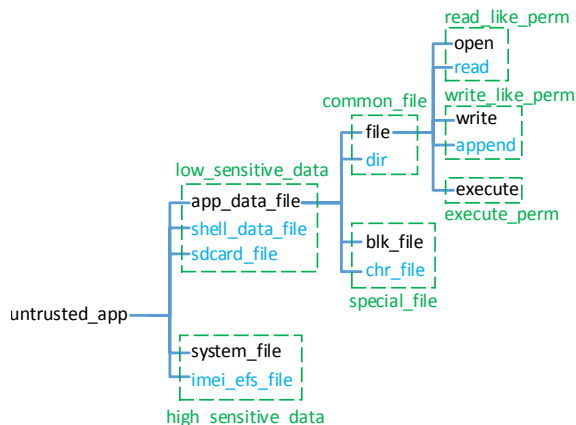 read_like_perm
open
read
write_like_perm
write
append
execute
execute_perm
common_file
file
dir
blk_file
chr_file
special_file
low_sensitive_data
app_data_file
shell_data_file
sdcard_file
untrusted_app
system_file
imei_efs_file
high_sensitive_data